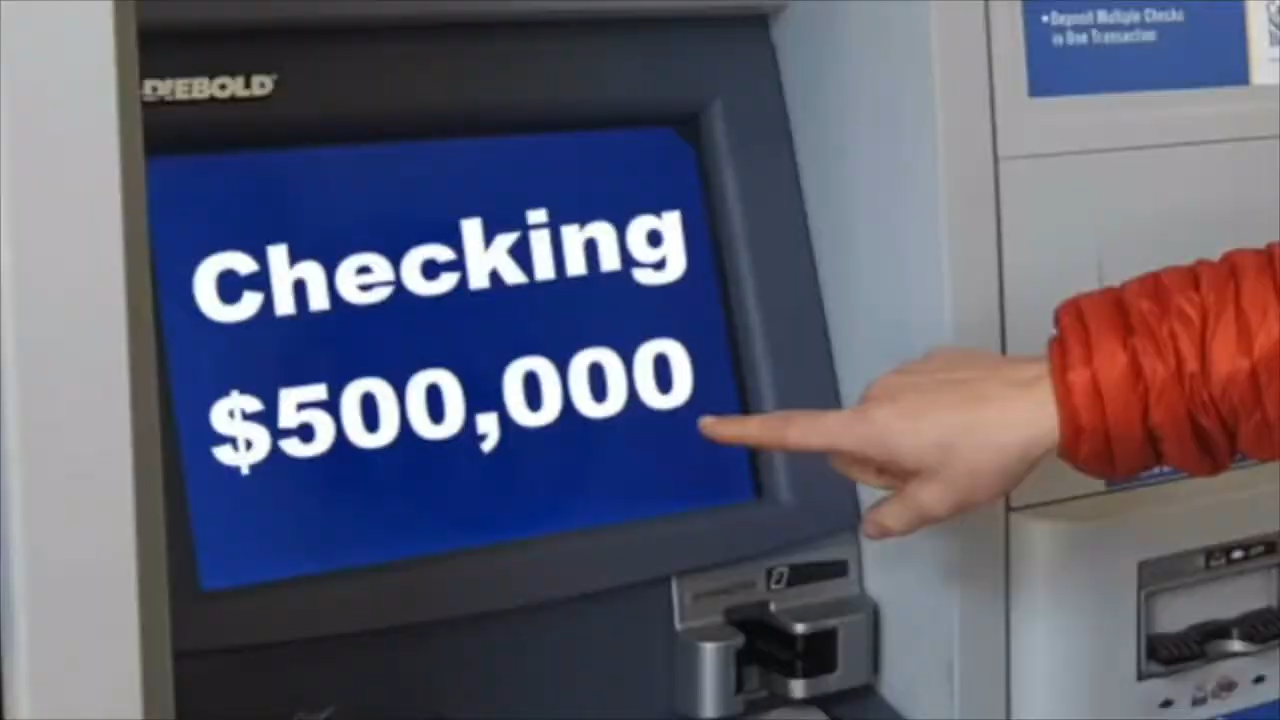 • Deposit Multiple Checks
in One Transaction
DIEBOLD
Checking
$500,000